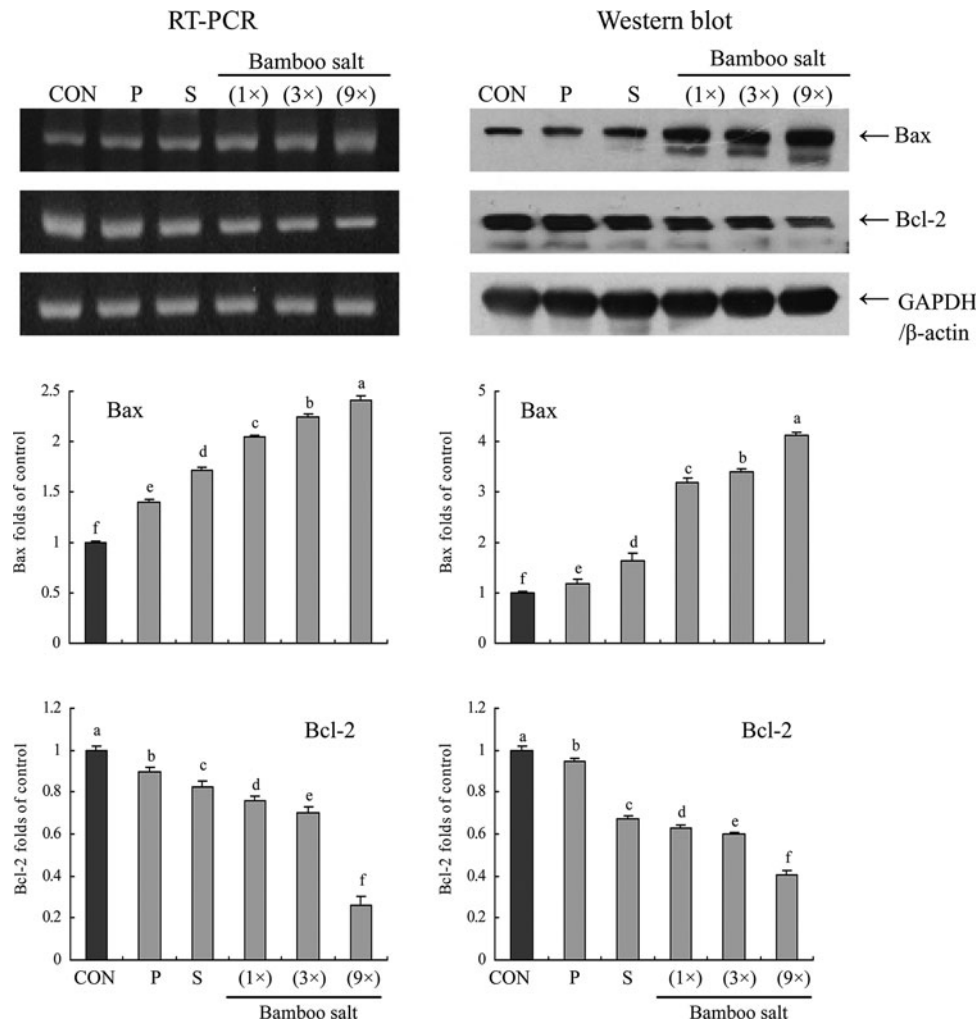 RT-PCR
Bamboo salt
CON P S (1×) (3×) (9×)
Western blot
Bamboo salt
CON P S (1×) (3×) (9×)
← Bax
← Bcl-2
← GAPDH
/β-actin
Bax
Bax folds of control
2.5
2
1.5
1
0.5
0
f e d c b a
Bax
Bax folds of control
5
4
3
2
1
0
f e d c b a
Bcl-2
Bcl-2 folds of control
1.2
1
0.8
0.6
0.4
0.2
0
a b c d e f
CON P S (1×) (3×) (9×)
Bamboo salt
Bcl-2
Bcl-2 folds of control
1.2
1
0.8
0.6
0.4
0.2
0
a b c d e f
CON P S (1×) (3×) (9×)
Bamboo salt